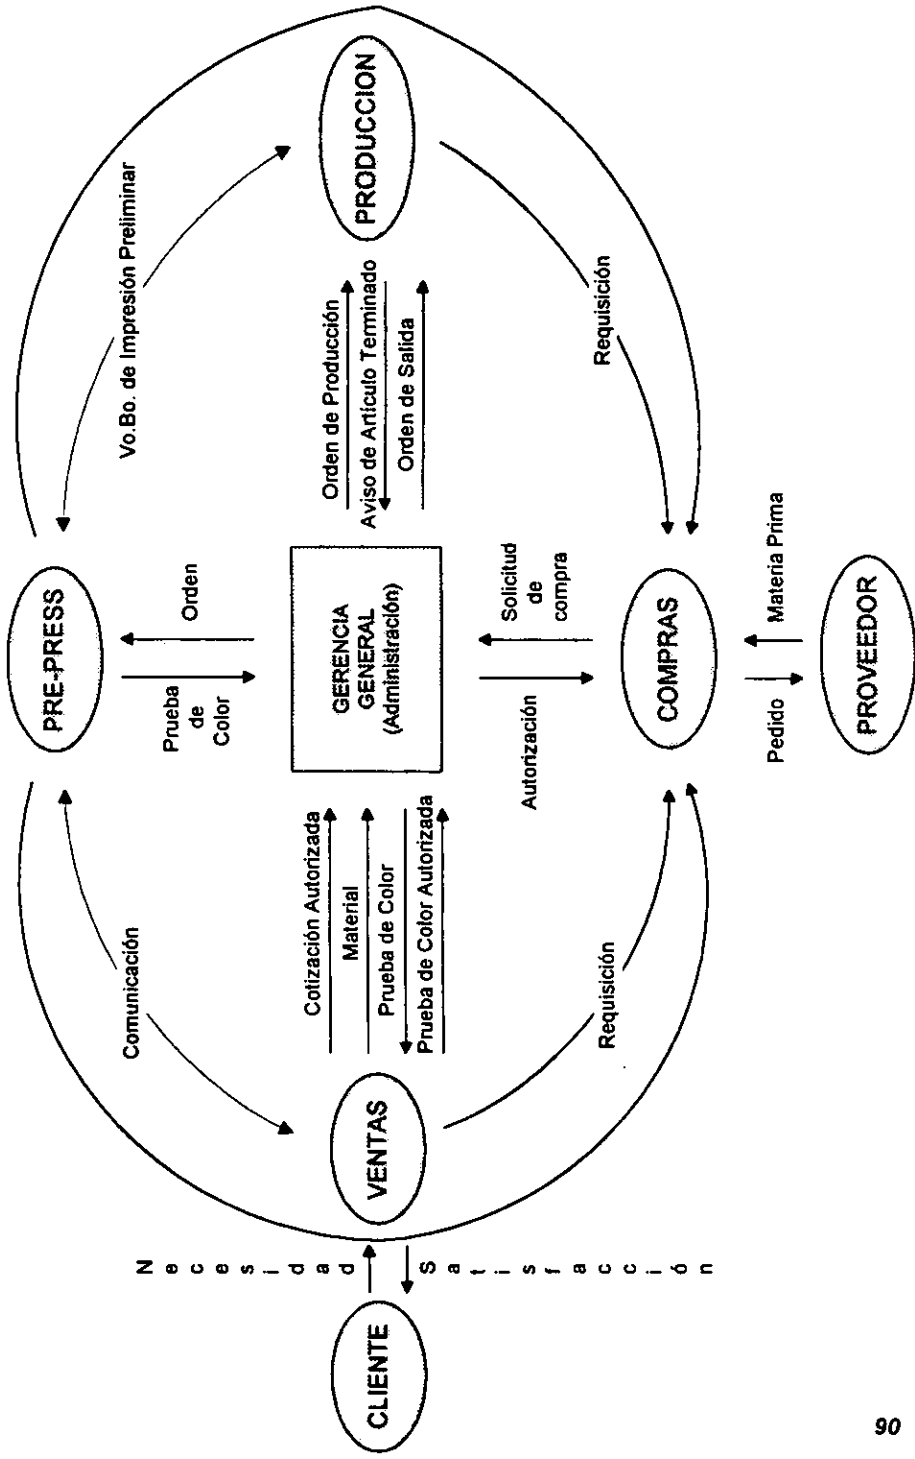 PRE-PRESS
Comunicación
Vo.Bo. de Impresión Preliminar
Prueba
de
Color
Orden
CLIENTE
Necesidad
Satisfacción
VENTAS
Cotización Autorizada
Material
Prueba de Color
Prueba de Color Autorizada
GERENCIA
GENERAL
(Administración)
Orden de Producción
Aviso de Artículo Terminado
Orden de Salida
PRODUCCION
Autorización
Solicitud
de
compra
Requisición
Requisición
COMPRAS
Pedido
Materia Prima
PROVEEDOR
90